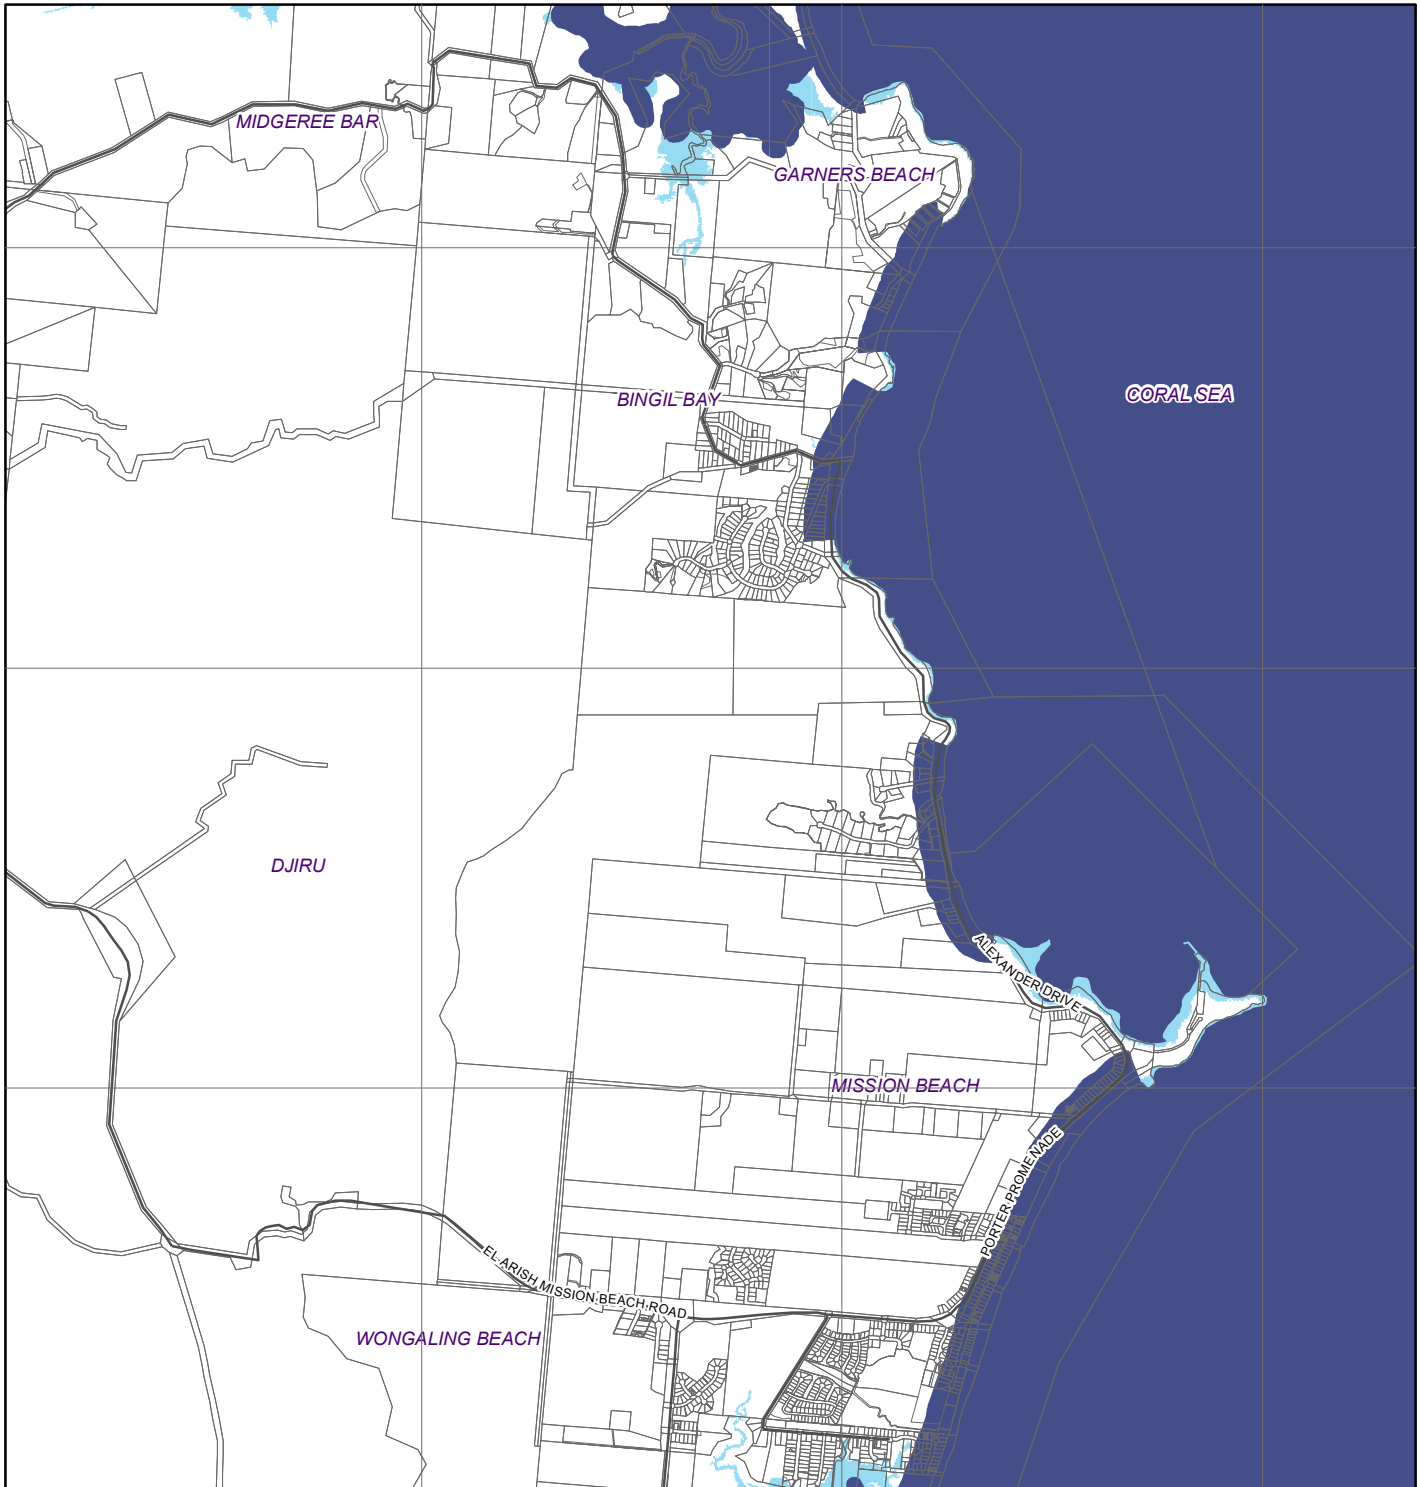 MIDGEREE BAR
GARNERS BEACH
BINGIL BAY
CORAL SEA
DJIRU
ALEXANDER DRIVE
MISSION BEACH
PORTER PROMENADE
EL ARISH MISSION BEACH ROAD
WONGALING BEACH